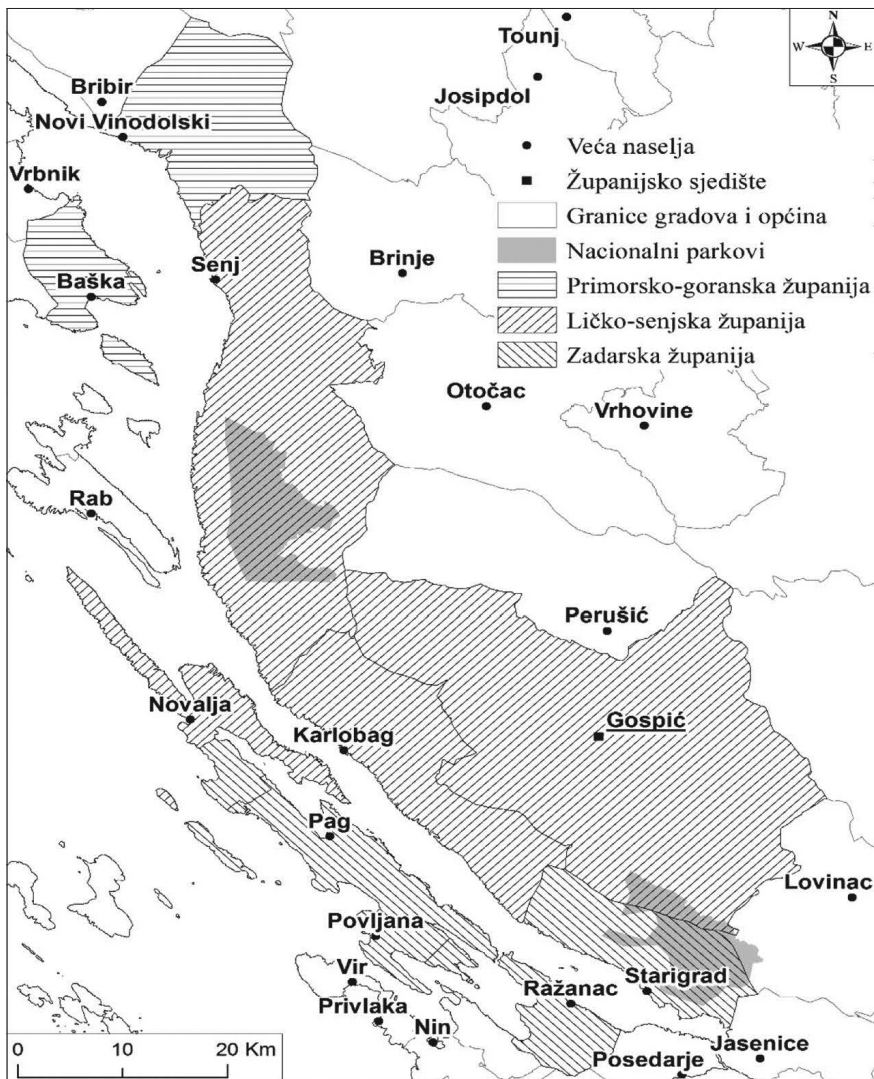 Tounj
N
W E
S
Josipdol
Bribir
Novi Vinodolski
Vrbnik
Veća naselja
Županijsko sjedište
Granice gradova i općina
Nacionalni parkovi
Primorsko-goranska županija
Ličko-senjska županija
Zadarska županija
Senj
Brinje
Baška
Otočac
Vrhovine
Rab
Perušić
Novalja
Karlobag
Gospić
Pag
Lovinac
Povljana
Vir
Starigrad
Privlaka
Ražanac
Nin
Jasenice
Posedarje
0 10 20 Km